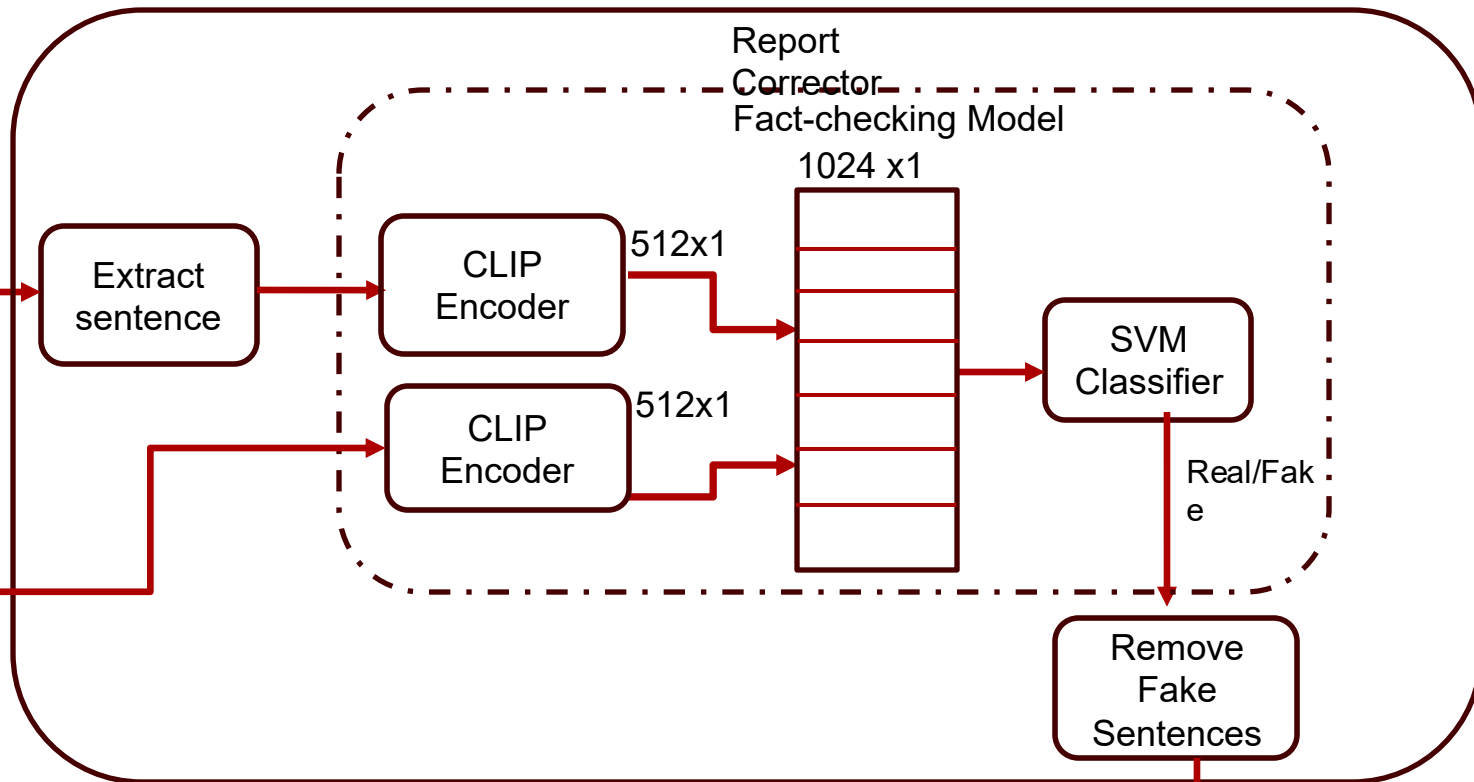 Report
Corrector
Fact-checking Model
1024 x1
Extract
sentence
CLIP
Encoder
512x1
CLIP
Encoder
512x1
SVM
Classifier
Real/Fak
e
Remove
Fake
Sentences